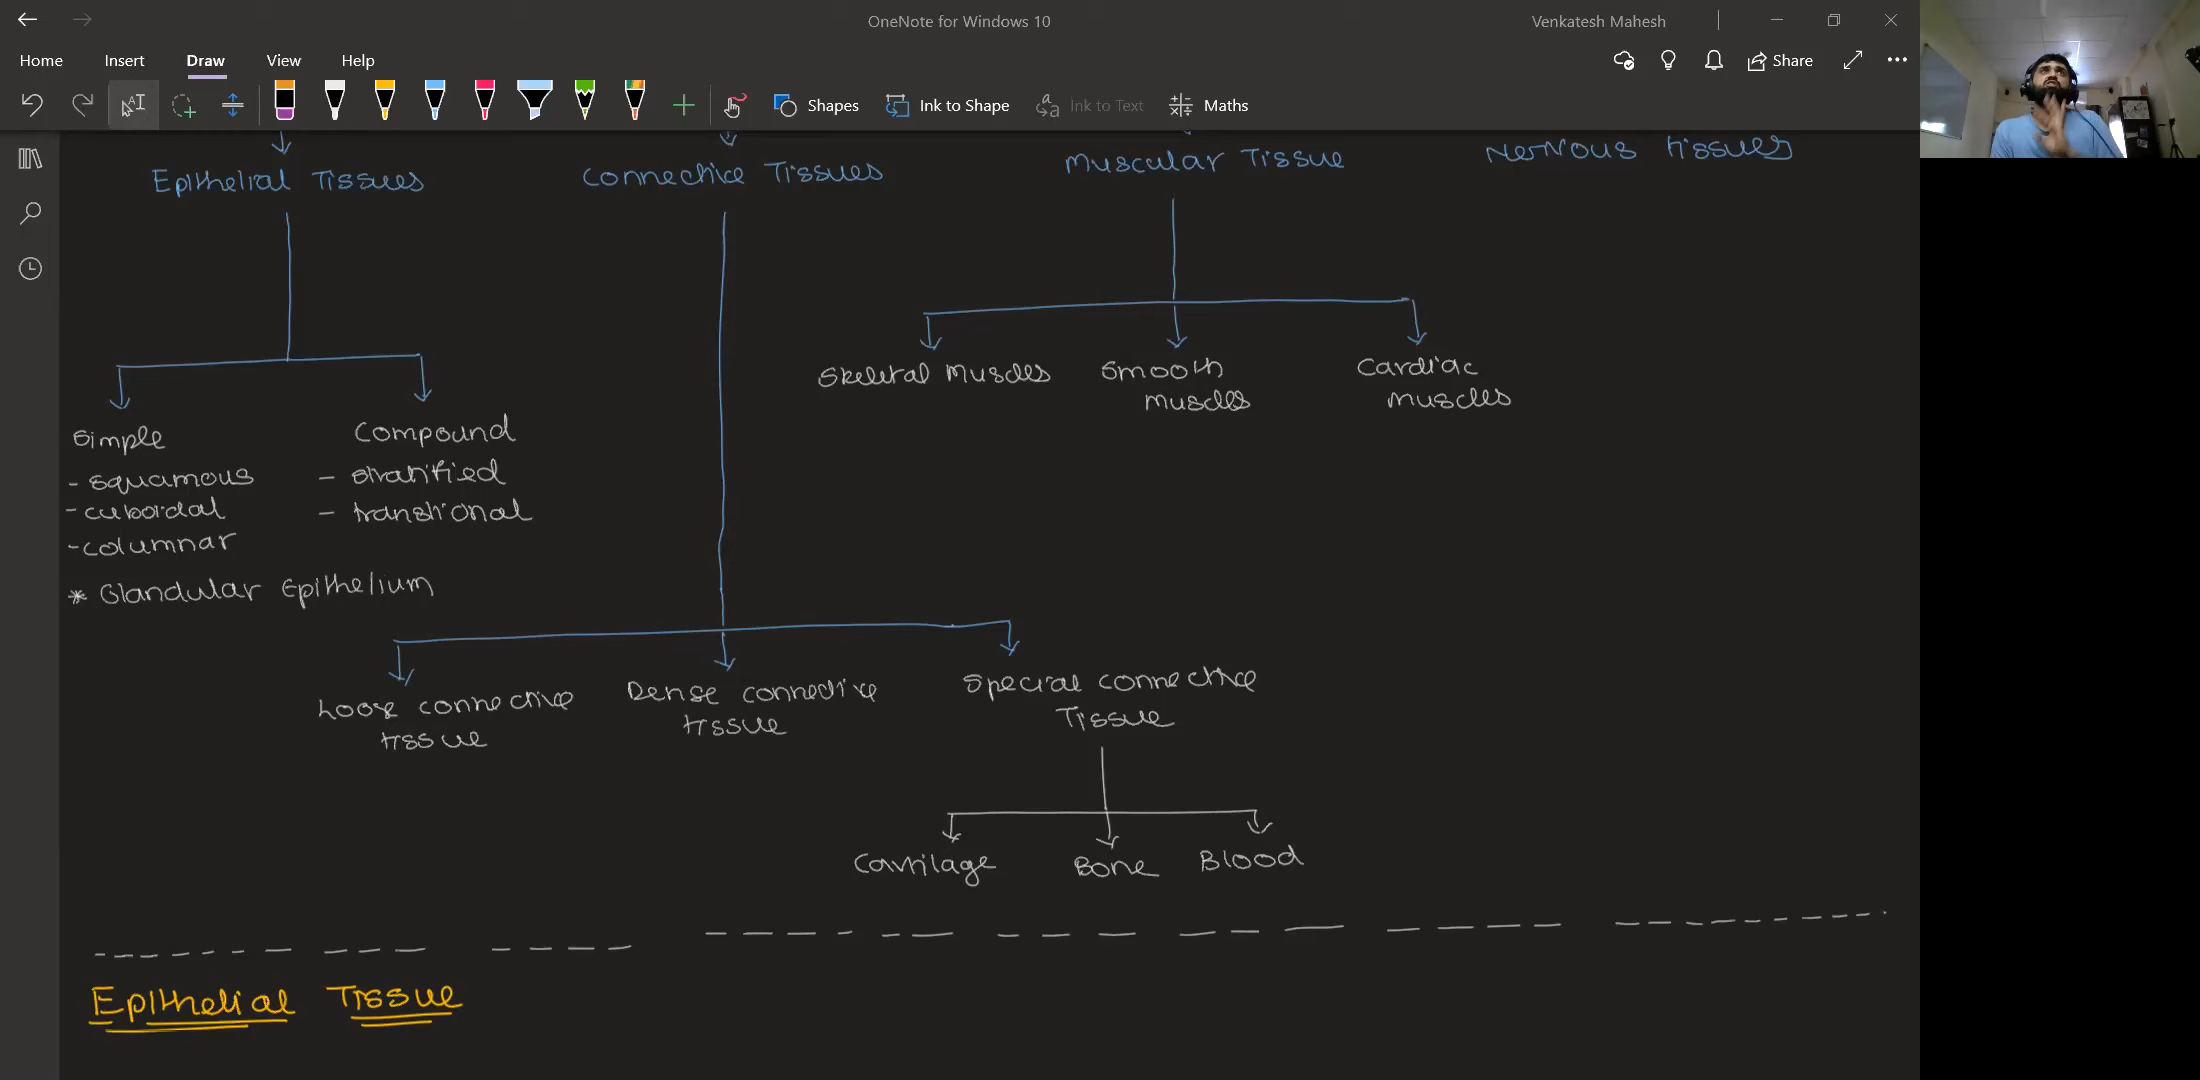 OneNote for Windows 10
Venkatesh Mahesh
Home Insert Draw View Help
Share
Shapes Ink to Shape Ink to Text Maths
Epithelial Tissues
Connective Tissues
Muscular Tissue
Nervous Tissues
Skeletal Muscles
Smooth
Muscles
Cardiac
Muscles
Simple
- Squamous
- cuboidal
- columnar
Compound
- stratified
- transitional
* Glandular Epithelium
Loose connective
tissue
Dense connective
tissue
Special connective
Tissue
Cartilage
Bone
Blood
Epithelial Tissue